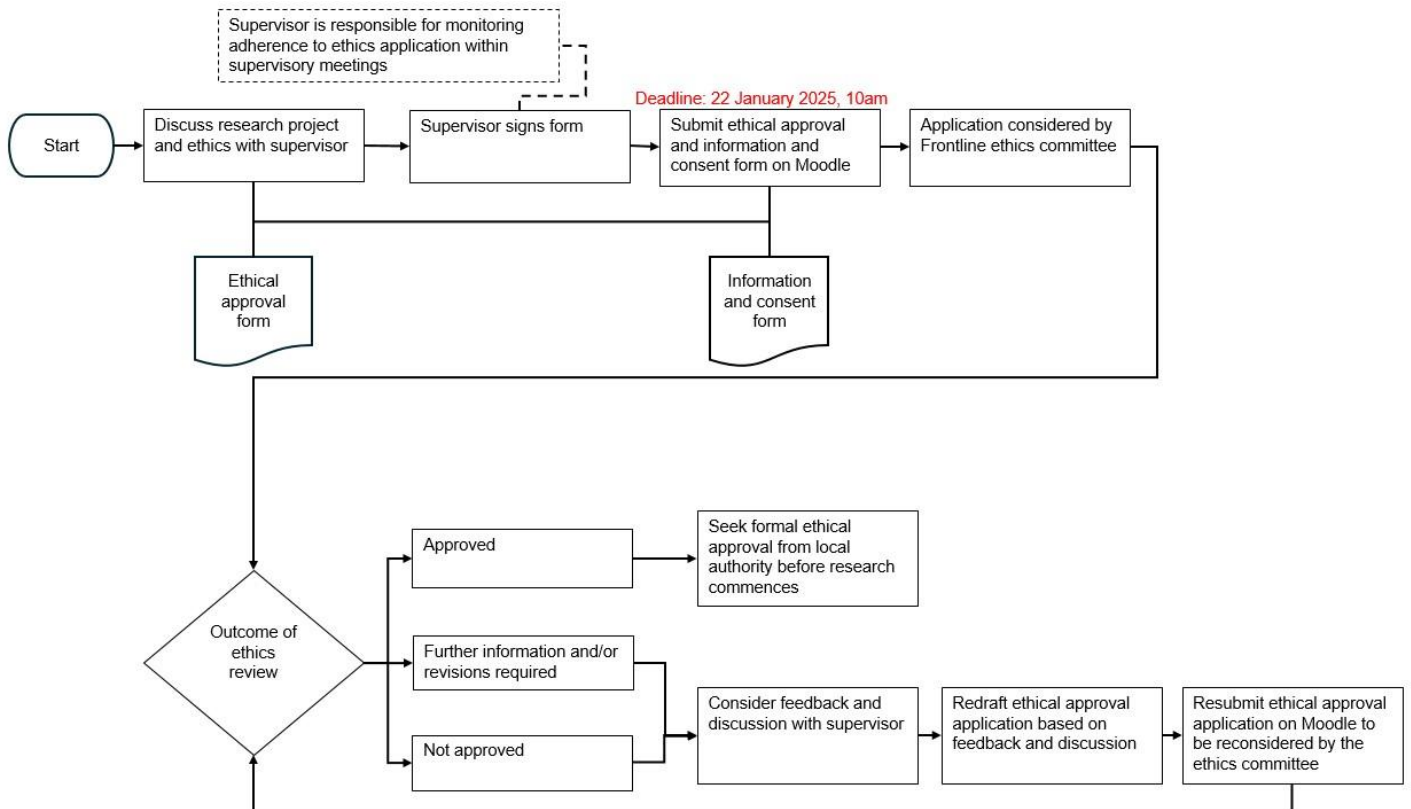 Supervisor is responsible for monitoring
adherence to ethics application within
supervisory meetings
Deadline: 22 January 2025, 10am
Start
Discuss research project
and ethics with supervisor
Supervisor signs form
Submit ethical approval
and information and
consent form on Moodle
Application considered by
Frontline ethics committee
Ethical
approval
form
Information
and consent
form
Outcome of
ethics
review
Approved
Seek formal ethical
approval from local
authority before research
commences
Further information and/or
revisions required
Not approved
Consider feedback and
discussion with supervisor
Redraft ethical approval
application based on
feedback and discussion
Resubmit ethical approval
application on Moodle to
be reconsidered by the
ethics committee